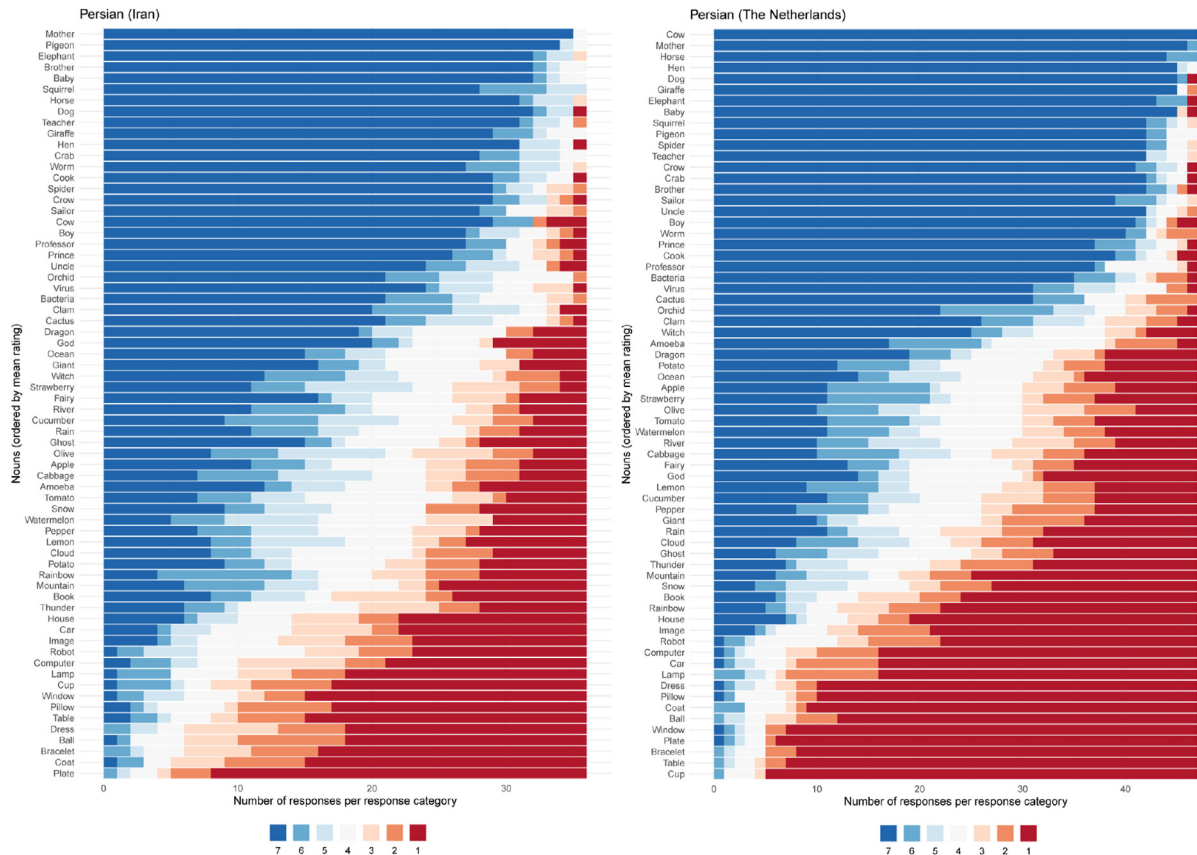 Persian (Iran)
Nouns (ordered by mean rating)
Mother
Pigeon
Elephant
Brother
Baby
Squirrel
Horse
Dog
Teacher
Giraffe
Hen
Crab
Worm
Cook
Spider
Crow
Sailor
Cow
Boy
Professor
Prince
Uncle
Orchid
Virus
Bacteria
Clam
Cactus
Dragon
God
Ocean
Giant
Witch
Strawberry
Fairy
River
Cucumber
Rain
Ghost
Olive
Apple
Cabbage
Amoeba
Tomato
Snow
Watermelon
Pepper
Lemon
Cloud
Potato
Rainbow
Mountain
Book
Thunder
House
Car
Image
Robot
Computer
Lamp
Cup
Window
Pillow
Table
Dress
Ball
Bracelet
Coat
Plate
0 10 20 30
Number of responses per response category
7 6 5 4 3 2 1
Persian (The Netherlands)
Nouns (ordered by mean rating)
Cow
Mother
Horse
Hen
Dog
Giraffe
Elephant
Baby
Squirrel
Pigeon
Spider
Teacher
Crow
Crab
Brother
Sailor
Uncle
Boy
Worm
Prince
Cook
Professor
Bacteria
Virus
Cactus
Orchid
Clam
Witch
Amoeba
Dragon
Potato
Ocean
Apple
Strawberry
Olive
Tomato
Watermelon
River
Cabbage
Fairy
God
Lemon
Cucumber
Pepper
Giant
Rain
Cloud
Ghost
Thunder
Mountain
Snow
Book
Rainbow
House
Image
Robot
Computer
Car
Lamp
Dress
Pillow
Coat
Ball
Window
Plate
Bracelet
Table
Cup
0 10 20 30 40
Number of responses per response category
7 6 5 4 3 2 1